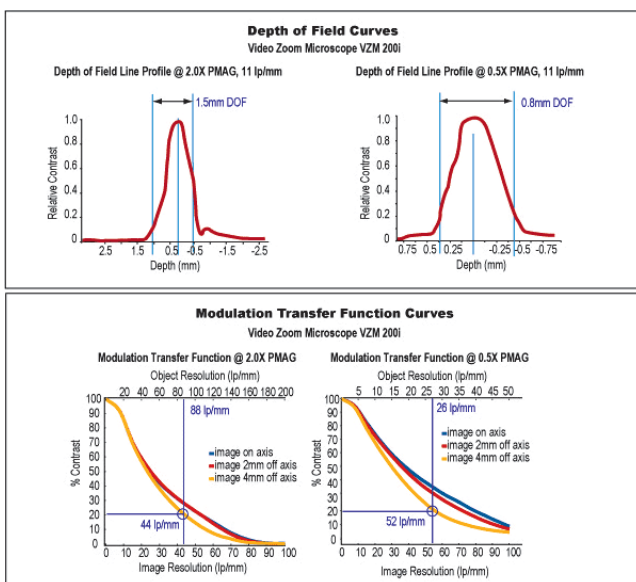 Depth of Field Curves
Video Zoom Microscope VZM 200i
Depth of Field Line Profile @ 2.0X PMAG, 11 lp/mm
Depth of Field Line Profile @ 0.5X PMAG, 11 lp/mm
1.5mm DOF
0.8mm DOF
Relative Contrast
1.0
0.8
0.6
0.4
0.2
0
2.5 1.5 0.5 -0.5 -1.5 -2.5
Depth (mm)
Relative Contrast
1.0
0.8
0.6
0.4
0.2
0
0.75 0.5 0.25 -0.25 -0.5 -0.75
Depth (mm)
Modulation Transfer Function Curves
Video Zoom Microscope VZM 200i
Modulation Transfer Function @ 2.0X PMAG
Object Resolution (lp/mm)
20 40 60 80 100 120 140 160 180 200
88 lp/mm
% Contrast
100
90
80
70
60
50
40
30
20
10
0
image on axis
image 2mm off axis
image 4mm off axis
44 lp/mm
0 10 20 30 40 50 60 70 80 90 100
Image Resolution (lp/mm)
Modulation Transfer Function @ 0.5X PMAG
Object Resolution (lp/mm)
5 10 15 20 25 30 35 40 45 50
26 lp/mm
% Contrast
100
90
80
70
60
50
40
30
20
10
0
image on axis
image 2mm off axis
image 4mm off axis
52 lp/mm
0 10 20 30 40 50 60 70 80 90 100
Image Resolution (lp/mm)